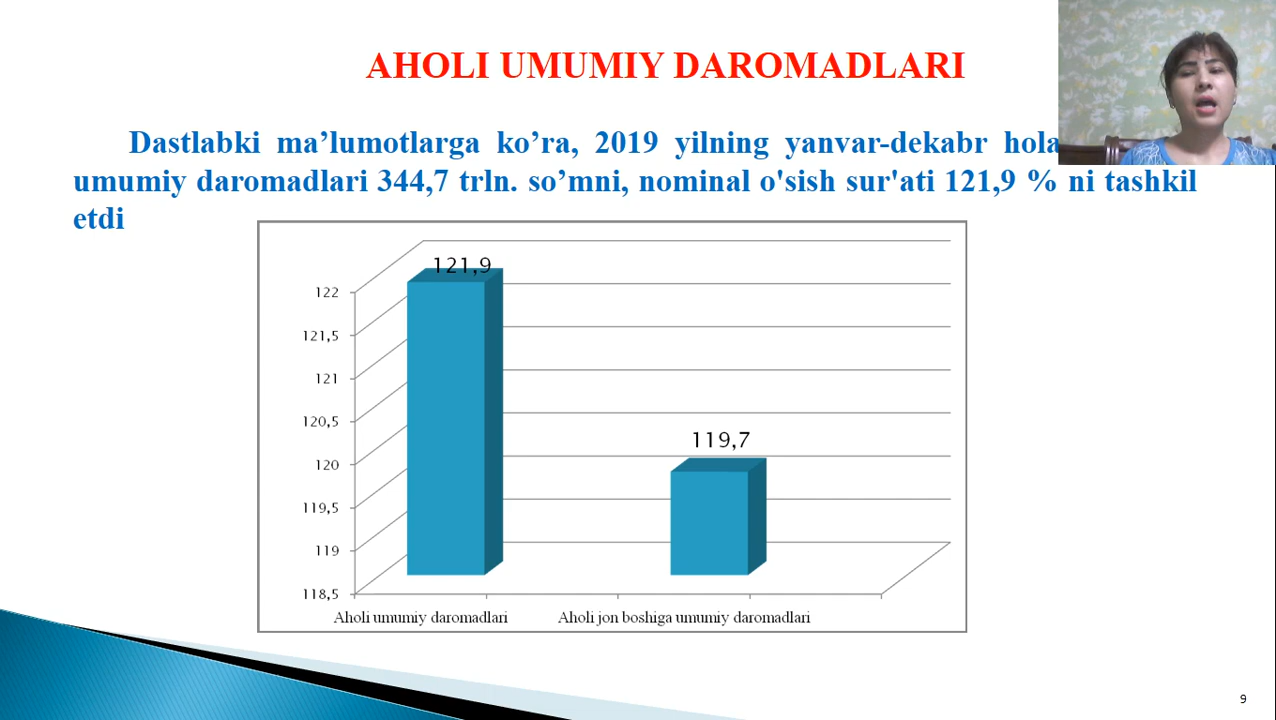 AHOLI UMUMIY DAROMADLARI
Dastlabki ma’lumotlarga ko’ra, 2019 yilning yanvar-dekabr
umumiy daromadlari 344,7 trln. so’mni, nominal o'sish sur'ati 121,9 % ni tashkil
etdi
121,9
119,7
122
121,5
121
120,5
120
119,5
119
118,5
Aholi umumiy daromadlari
Aholi jon boshiga umumiy daromadlari
9